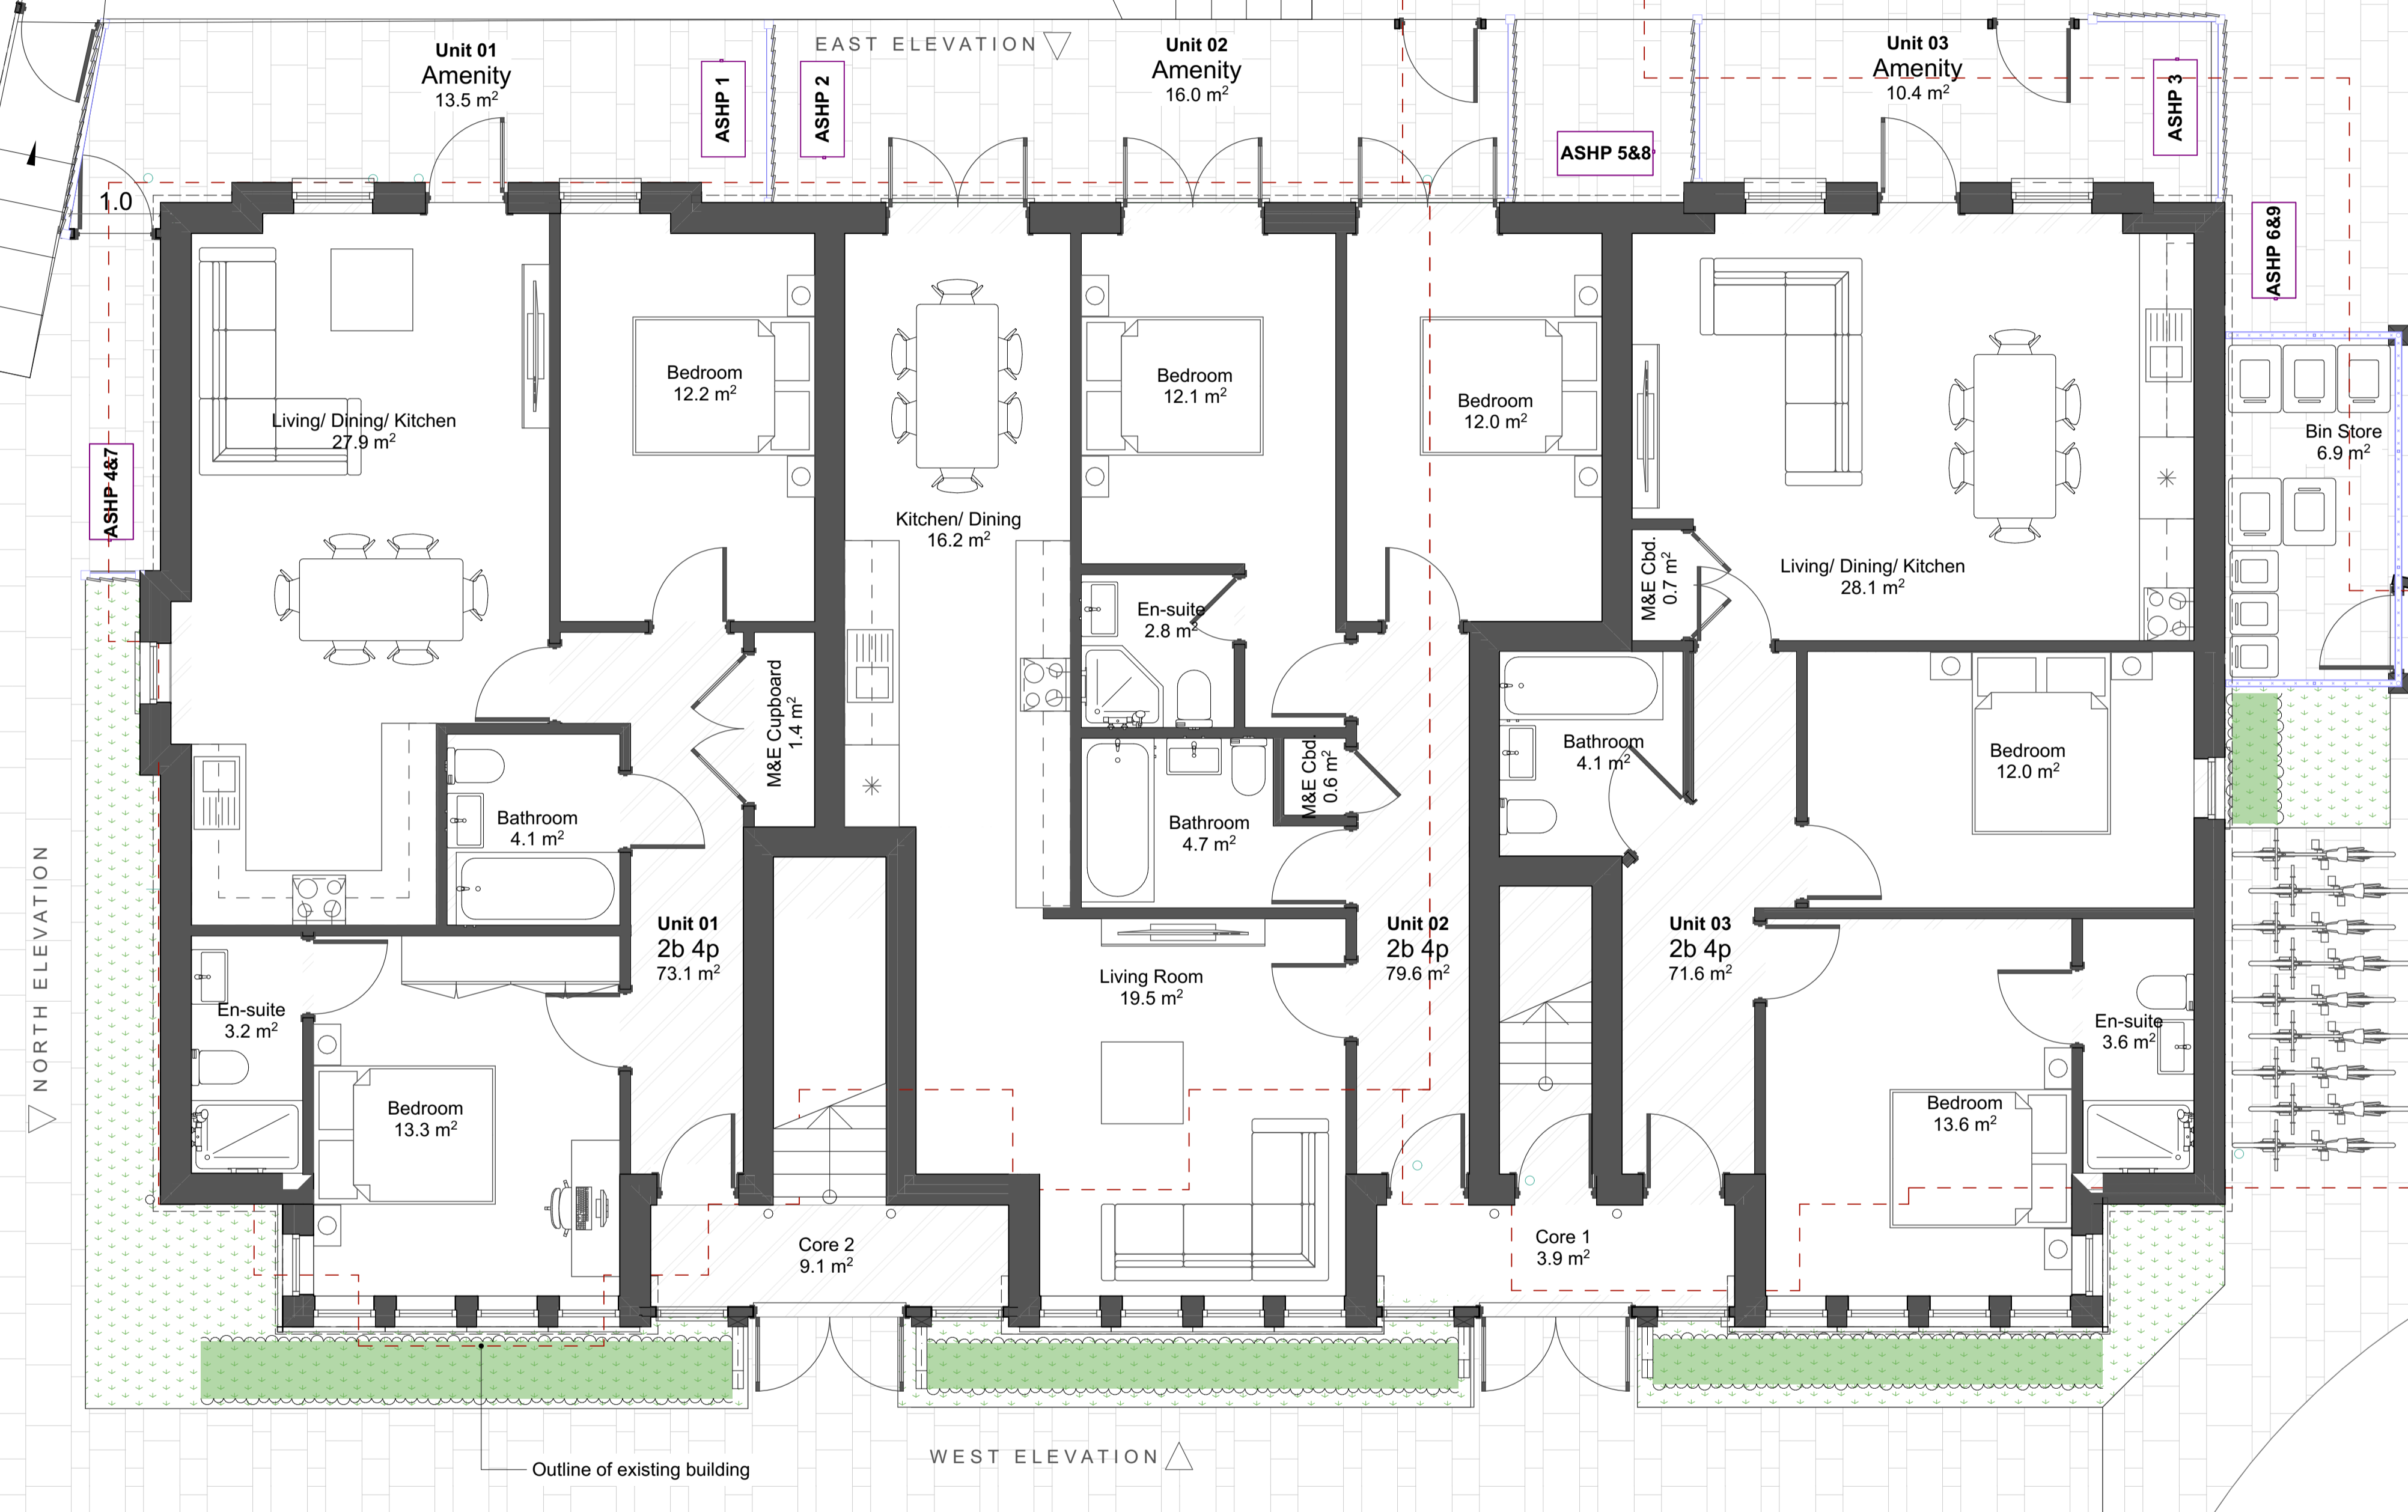 EAST ELEVATION
Unit 01
Amenity
13.5 m²
ASHP 1
ASHP 2
Unit 02
Amenity
16.0 m²
ASHP 5&8
Unit 03
Amenity
10.4 m²
ASHP 3
1.0
ASHP 6&9
ASHP 4&7
Living/ Dining/ Kitchen
27.9 m²
Bedroom
12.2 m²
Kitchen/ Dining
16.2 m²
Bedroom
12.1 m²
Bedroom
12.0 m²
Living/ Dining/ Kitchen
28.1 m²
Bin Store
6.9 m²
M&E Cbd.
0.7 m²
En-suite
2.8 m²
M&E Cupboard
1.4 m²
Bathroom
4.1 m²
Bathroom
4.7 m²
M&E Cbd.
0.6 m²
Bathroom
4.1 m²
Bedroom
12.0 m²
NORTH ELEVATION
Unit 01
2b 4p
73.1 m²
Living Room
19.5 m²
Unit 02
2b 4p
79.6 m²
Unit 03
2b 4p
71.6 m²
En-suite
3.2 m²
Bedroom
13.3 m²
Bedroom
13.6 m²
En-suite
3.6 m²
Core 2
9.1 m²
Core 1
3.9 m²
WEST ELEVATION
Outline of existing building